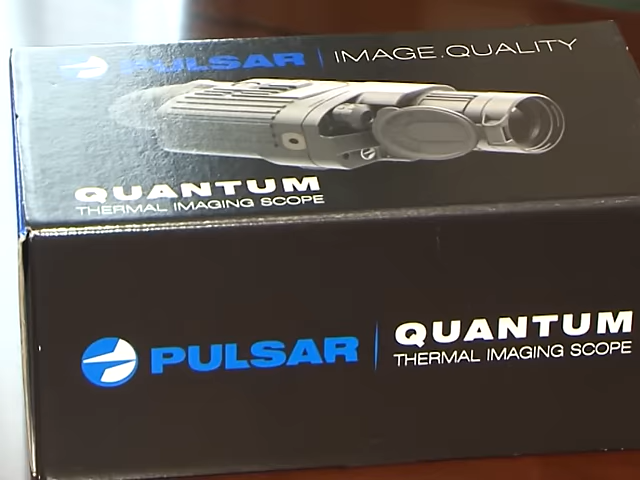 PULSAR | IMAGE.QUALITY
QUANTUM
THERMAL IMAGING SCOPE
PULSAR | QUANTUM
THERMAL IMAGING SCOPE